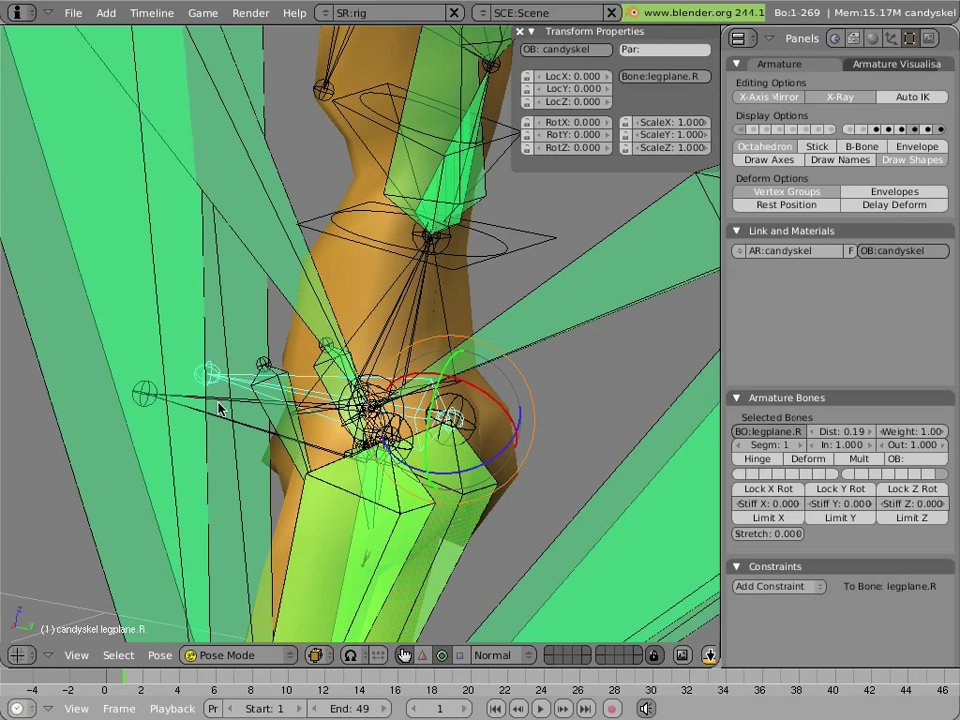 File Add Timeline Game Render Help SR:rig SCE:Scene www.blender.org 244.1 Bo:1-269 | Mem:15.17M candyskel
Transform Properties
OB: candyskel Par:
LocX: 0.000 Bone:legplane.R
LocY: 0.000
LocZ: 0.000
RotX: 0.000 ScaleX: 1.000
RotY: 0.000 ScaleY: 1.000
RotZ: 0.000 ScaleZ: 1.000
Panels
Armature Armature Visualisa
Editing Options
X-Axis Mirror X-Ray Auto IK
Display Options
Octahedron Stick B-Bone Envelope
Draw Axes Draw Names Draw Shapes
Deform Options
Vertex Groups Envelopes
Rest Position Delay Deform
Link and Materials
AR:candyskel F OB:candyskel
Armature Bones
Selected Bones
BO:legplane.R Dist: 0.19 Weight: 1.00
Segm: 1 In: 1.000 Out: 1.000
Hinge Deform Mult OB:
Lock X Rot Lock Y Rot Lock Z Rot
Stiff X: 0.000 Stiff Y: 0.000 Stiff Z: 0.000
Limit X Limit Y Limit Z
Stretch: 0.000
Constraints
Add Constraint To Bone: legplane.R
z
y
(1) candyskel legplane.R
View Select Pose Pose Mode Normal
-4 -2 0 2 4 6 8 10 12 14 16 18 20 22 24 26 28 30 32 34 36 38 40 42 44 46
View Frame Playback Pr Start: 1 End: 49 1